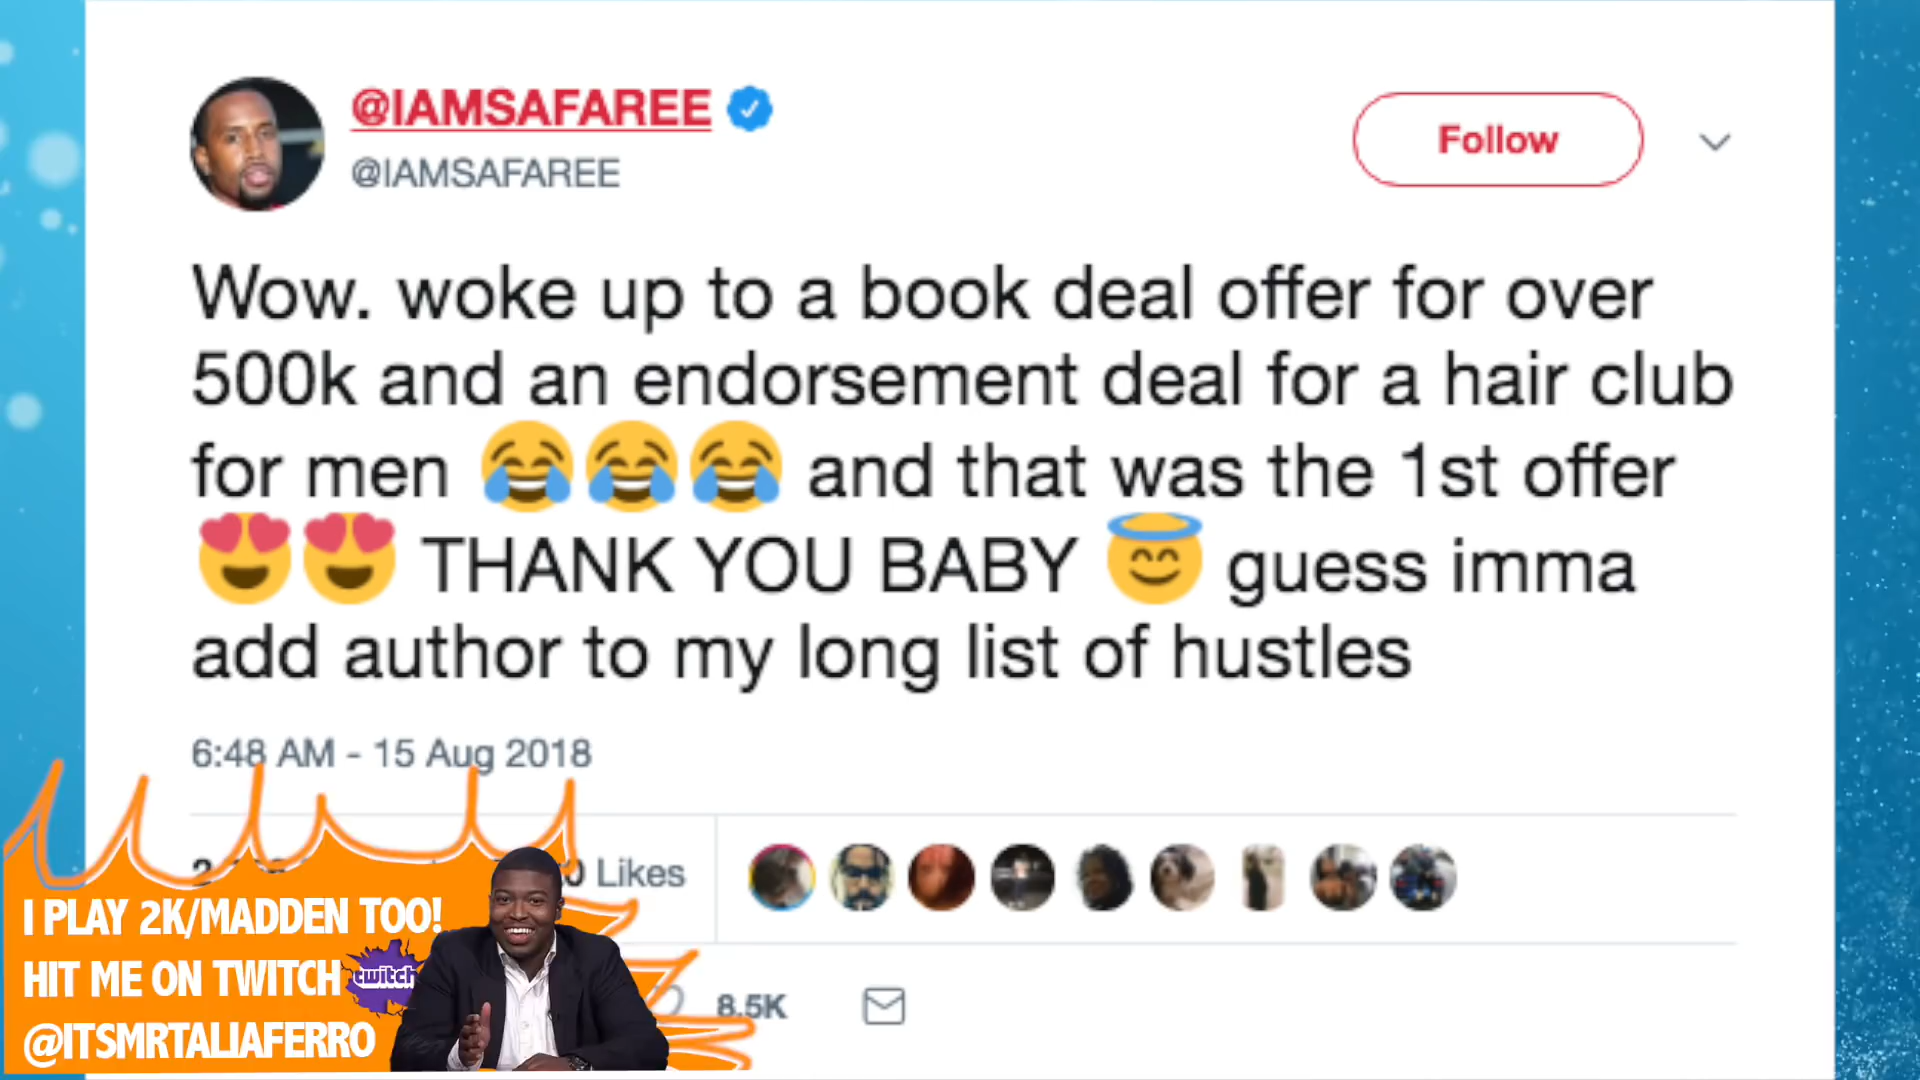 @IAMSAFAREE
@IAMSAFAREE
Follow
Wow. woke up to a book deal offer for over
500k and an endorsement deal for a hair club
for men 😂😂😂 and that was the 1st offer
😍😍 THANK YOU BABY 😇 guess imma
add author to my long list of hustles
6:48 AM - 15 Aug 2018
Likes
8.5K
I PLAY 2K/MADDEN TOO!
HIT ME ON TWITCH twitch
@ITSMRTALIAFERRO